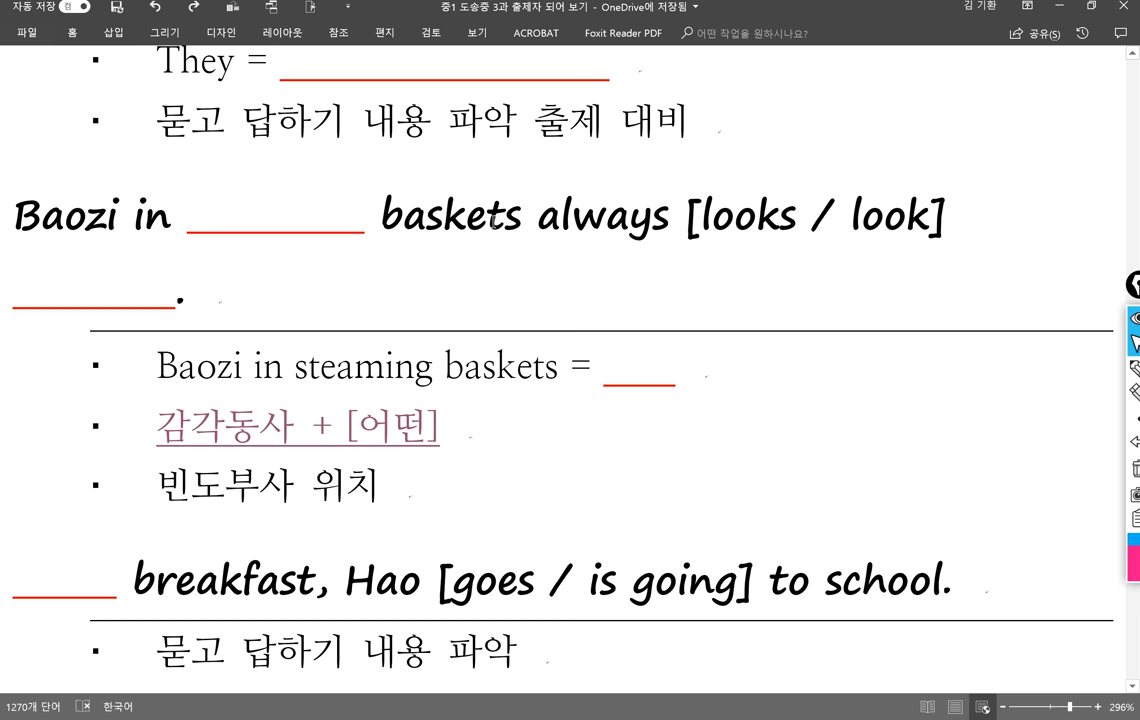 자동 저장 켬 중1 도송중 3과 출제자 되어 보기 - OneDrive에 저장됨 김 기환
파일 홈 삽입 그리기 디자인 레이아웃 참조 편지 검토 보기 ACROBAT Foxit Reader PDF 어떤 작업을 원하시나요? 공유(S)
They = ____
묻고 답하기 내용 파악 출제 대비
Baozi in ____ baskets always [looks / look]
____.
Baozi in steaming baskets = ____
감각동사 + [어떤]
빈도부사 위치
____ breakfast, Hao [goes / is going] to school.
묻고 답하기 내용 파악
1270개 단어 한국어 296%